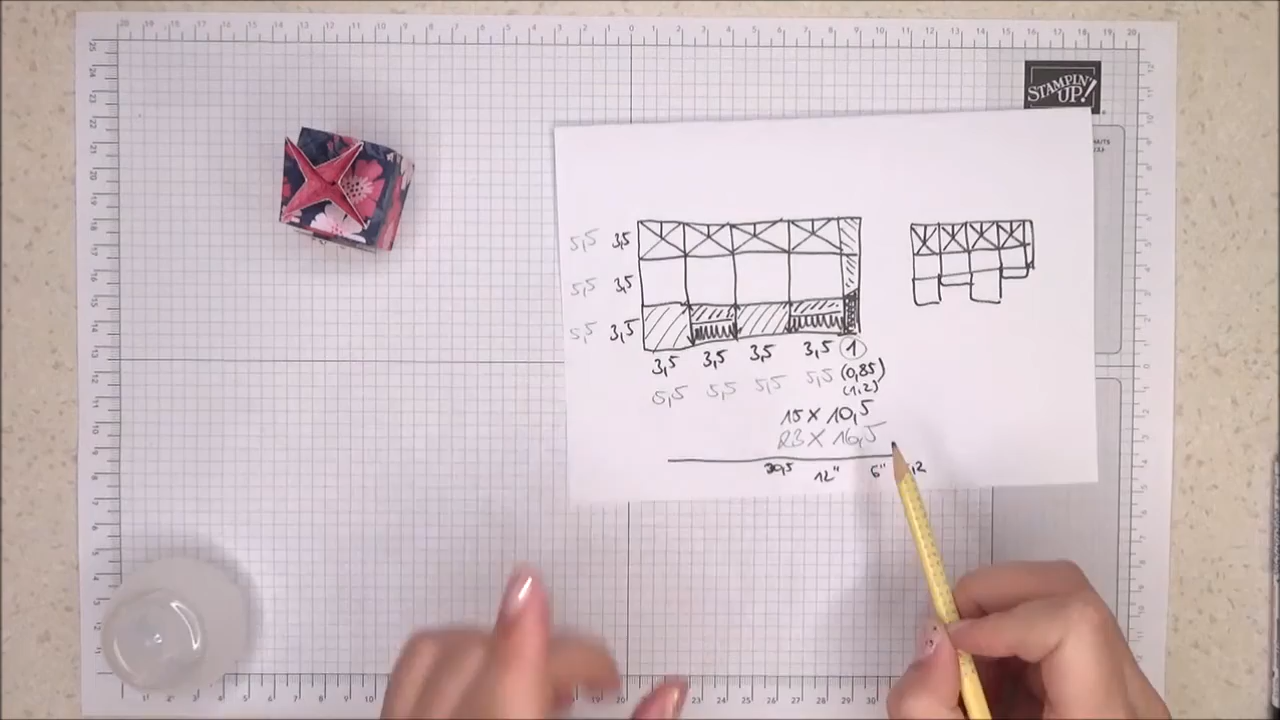 STAMPIN' UP!
5,5 3,5
5,5 3,5
5,5 3,5
3,5 3,5 3,5 3,5 1
5,5 5,5 5,5 5,5 (0,85)
(1,2)
15 X 10,5
23 X 16,5
30,5 12" 6"